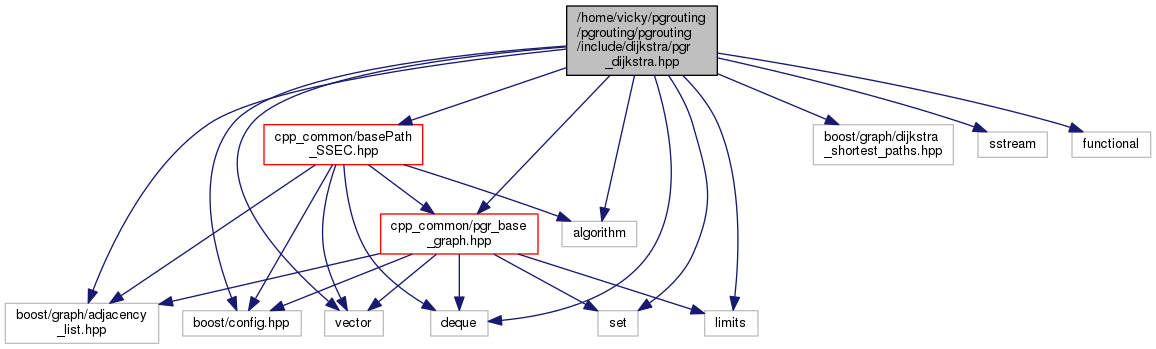 /home/vicky/pgrouting
/pgrouting/pgrouting
/include/dijkstra/pgr
_dijkstra.hpp
cpp_common/basePath
_SSEC.hpp
boost/graph/dijkstra
_shortest_paths.hpp
sstream
functional
cpp_common/pgr_base
_graph.hpp
algorithm
boost/graph/adjacency
_list.hpp
boost/config.hpp
vector
deque
set
limits